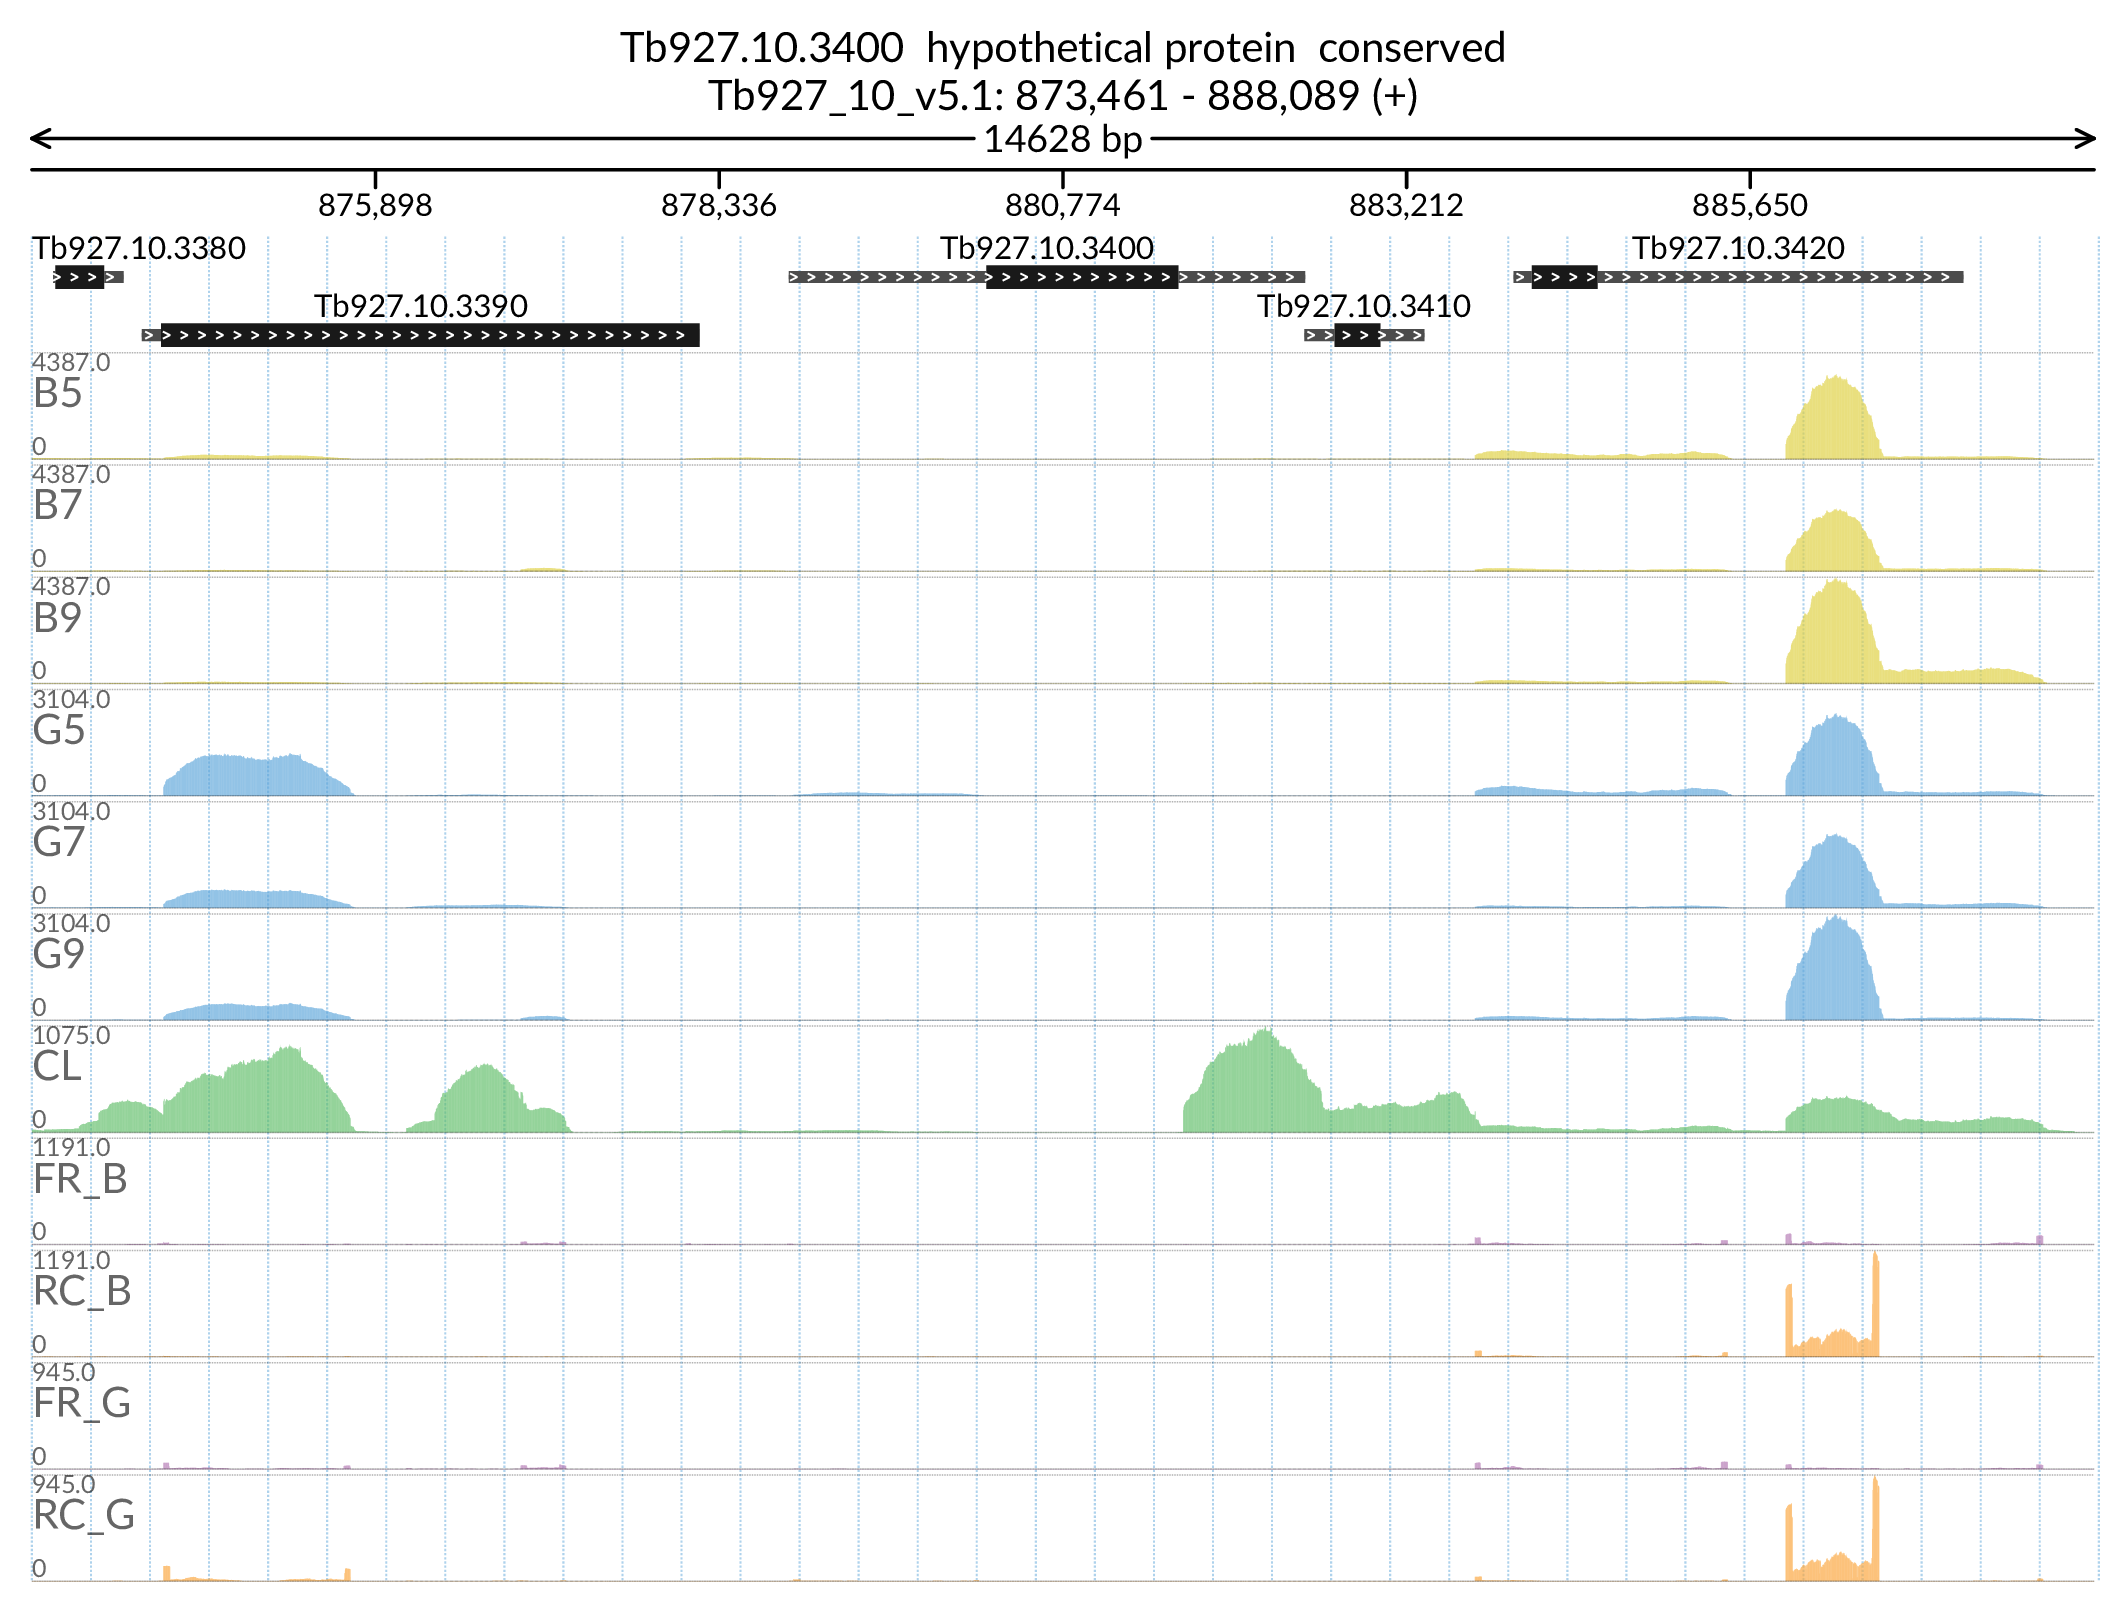 Tb927.10.3400  hypothetical protein  conserved
Tb927_10_v5.1: 873,461 - 888,089 (+)
14628 bp
875,898 878,336 880,774 883,212 885,650
Tb927.10.3380 Tb927.10.3400 Tb927.10.3420
Tb927.10.3390 Tb927.10.3410
4387.0
B5
0
4387.0
B7
0
4387.0
B9
0
3104.0
G5
0
3104.0
G7
0
3104.0
G9
0
1075.0
CL
0
1191.0
FR_B
0
1191.0
RC_B
0
945.0
FR_G
0
945.0
RC_G
0